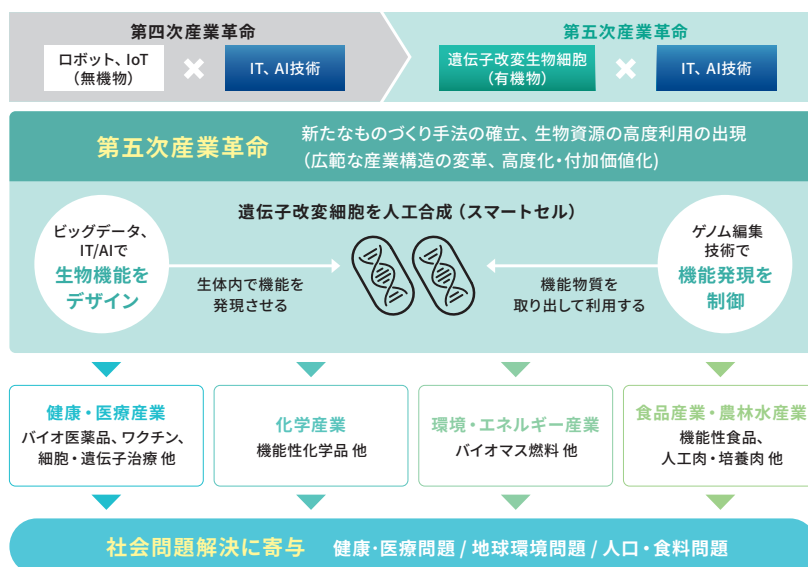 第四次産業革命
ロボット、IoT
（無機物）
IT、AI技術
第五次産業革命
遺伝子改変生物細胞
（有機物）
IT、AI技術
第五次産業革命
新たなものづくり手法の確立、生物資源の高度利用の出現
（広範な産業構造の変革、高度化・付加価値化）
遺伝子改変細胞を人工合成（スマートセル）
ビッグデータ、
IT/AIで
生物機能を
デザイン
生体内で機能を
発現させる
機能物質を
取り出して利用する
ゲノム編集
技術で
機能発現を
制御
健康・医療産業
バイオ医薬品、ワクチン、
細胞・遺伝子治療 他
化学産業
機能性化学品 他
環境・エネルギー産業
バイオマス燃料 他
食品産業・農林水産業
機能性食品、
人工肉・培養肉 他
社会問題解決に寄与
健康・医療問題 / 地球環境問題 / 人口・食料問題